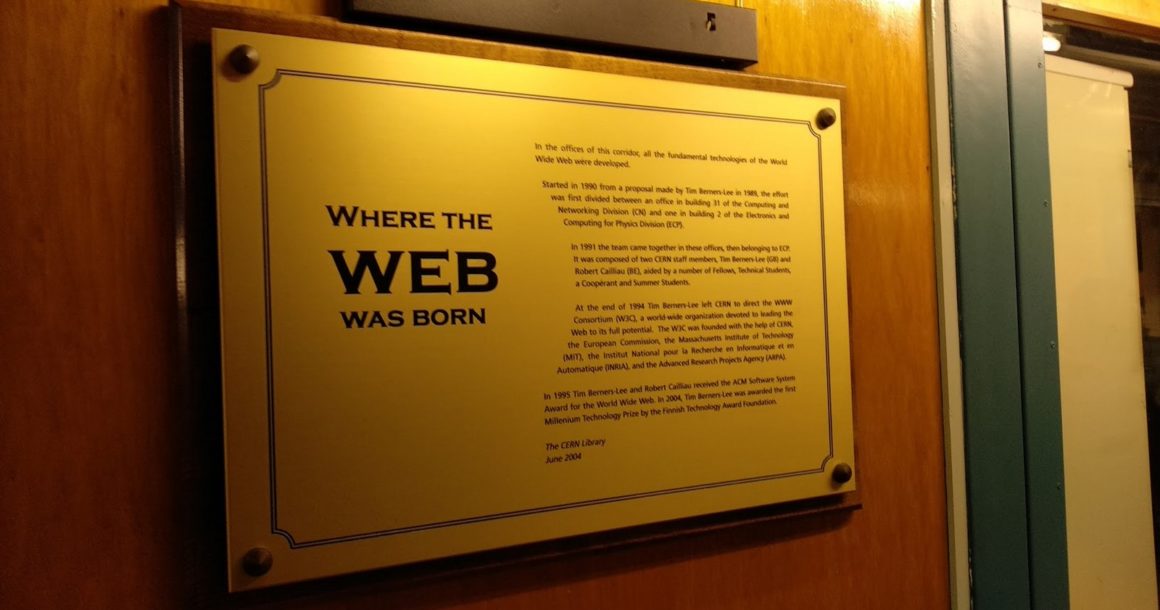 WHERE THE
WEB
WAS BORN
In the offices of this corridor, all the fundamental technologies of the World
Wide Web were developed.
Started in 1990 from a proposal made by Tim Berners-Lee in 1989, the effort
was first divided between an office in building 31 of the Computing and
Networking Division (CN) and one in building 2 of the Electronics and
Computing for Physics Division (ECP).
In 1991 the team came together in these offices, then belonging to ECP.
It was composed of two CERN staff members, Tim Berners-Lee (GB) and
Robert Cailliau (BE), aided by a number of Fellows, Technical Students,
a Coopérant and Summer Students.
At the end of 1994 Tim Berners-Lee left CERN to direct the WWW
Consortium (W3C), a world-wide organization devoted to leading the
Web to its full potential. The W3C was founded with the help of CERN,
the European Commission, the Massachusetts Institute of Technology
(MIT), the Institut National pour la Recherche en Informatique et en
Automatique (INRIA), and the Advanced Research Projects Agency (ARPA).
In 1995 Tim Berners-Lee and Robert Cailliau received the ACM Software System
Award for the World Wide Web. In 2004, Tim Berners-Lee was awarded the first
Millenium Technology Prize by the Finnish Technology Award Foundation.
The CERN Library
June 2004